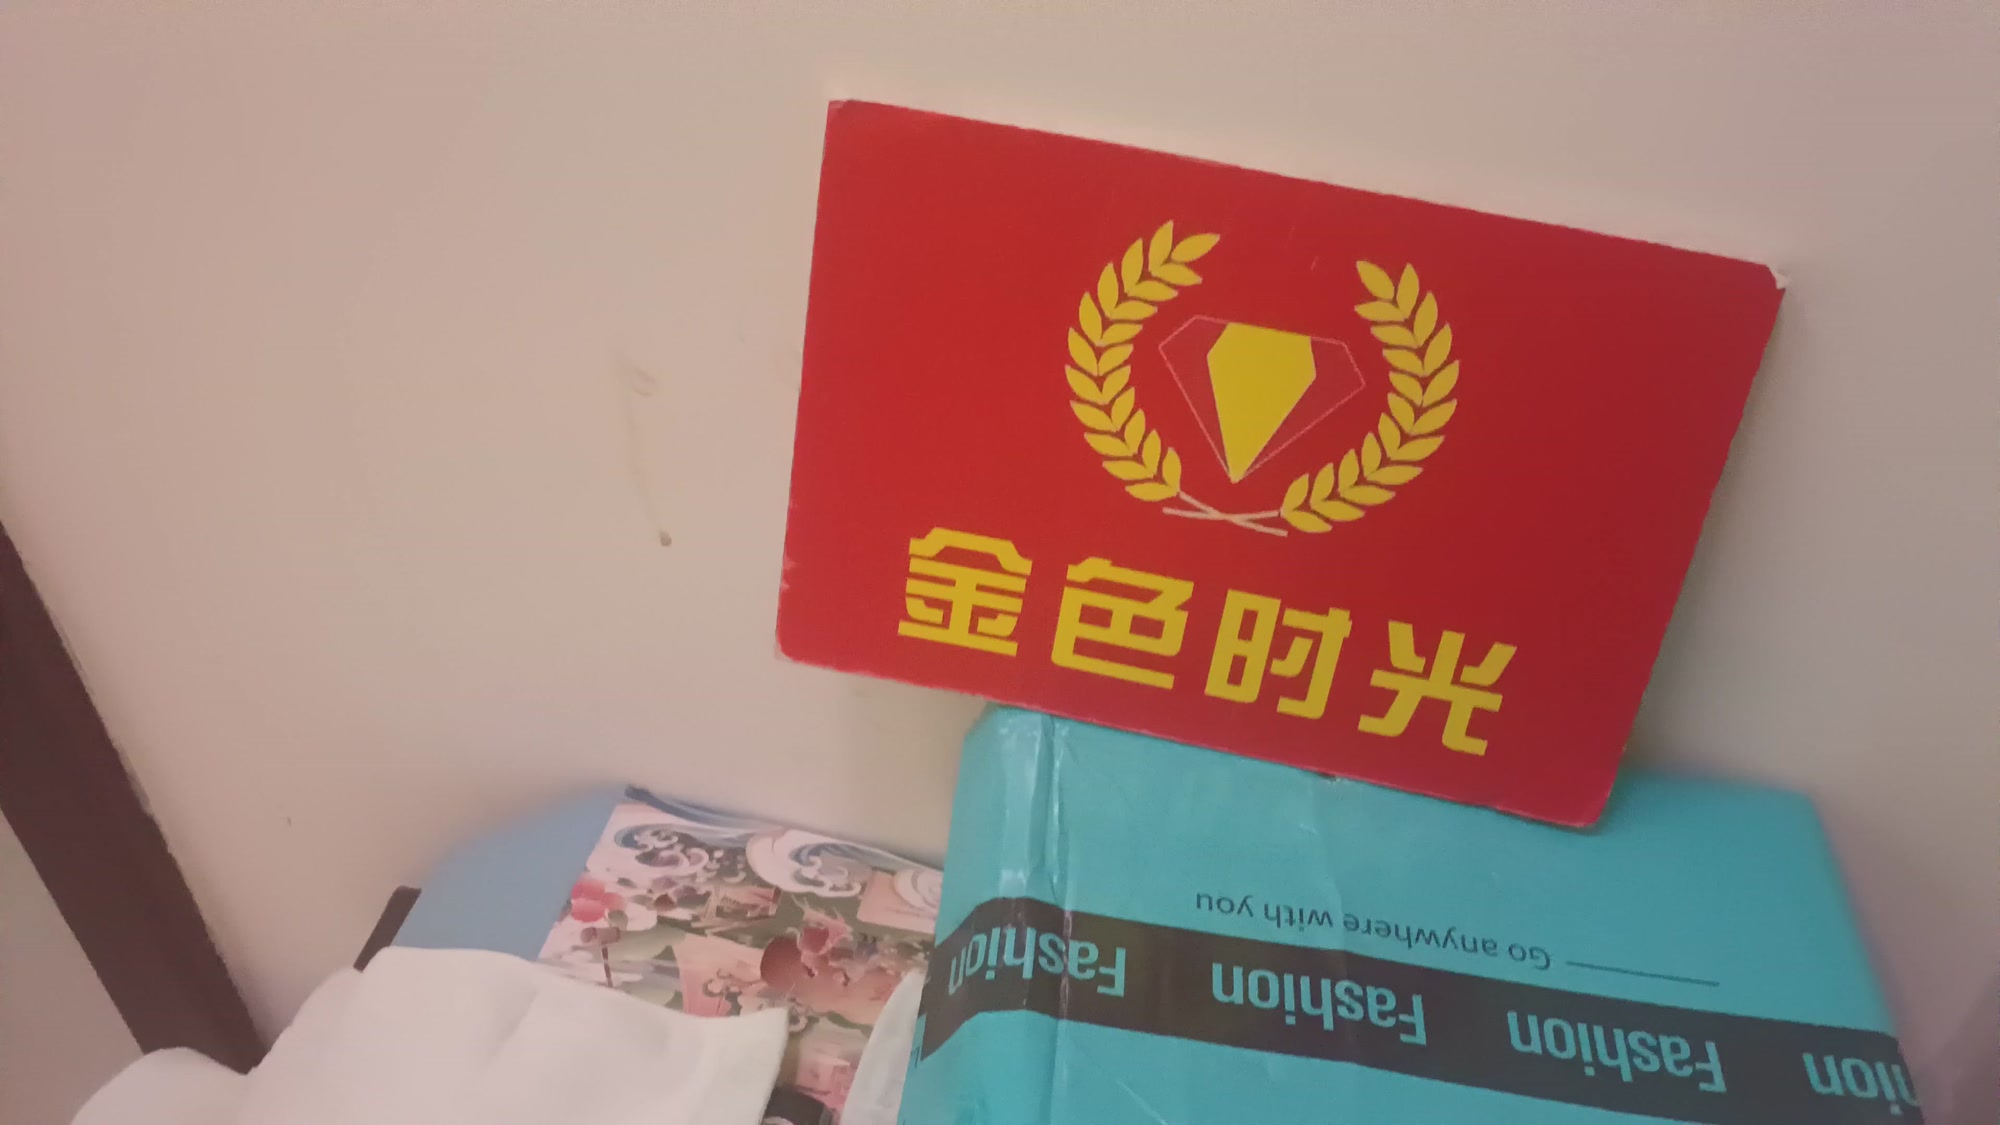 金色时光
Go anywhere with you
Fashion Fashion Fashion